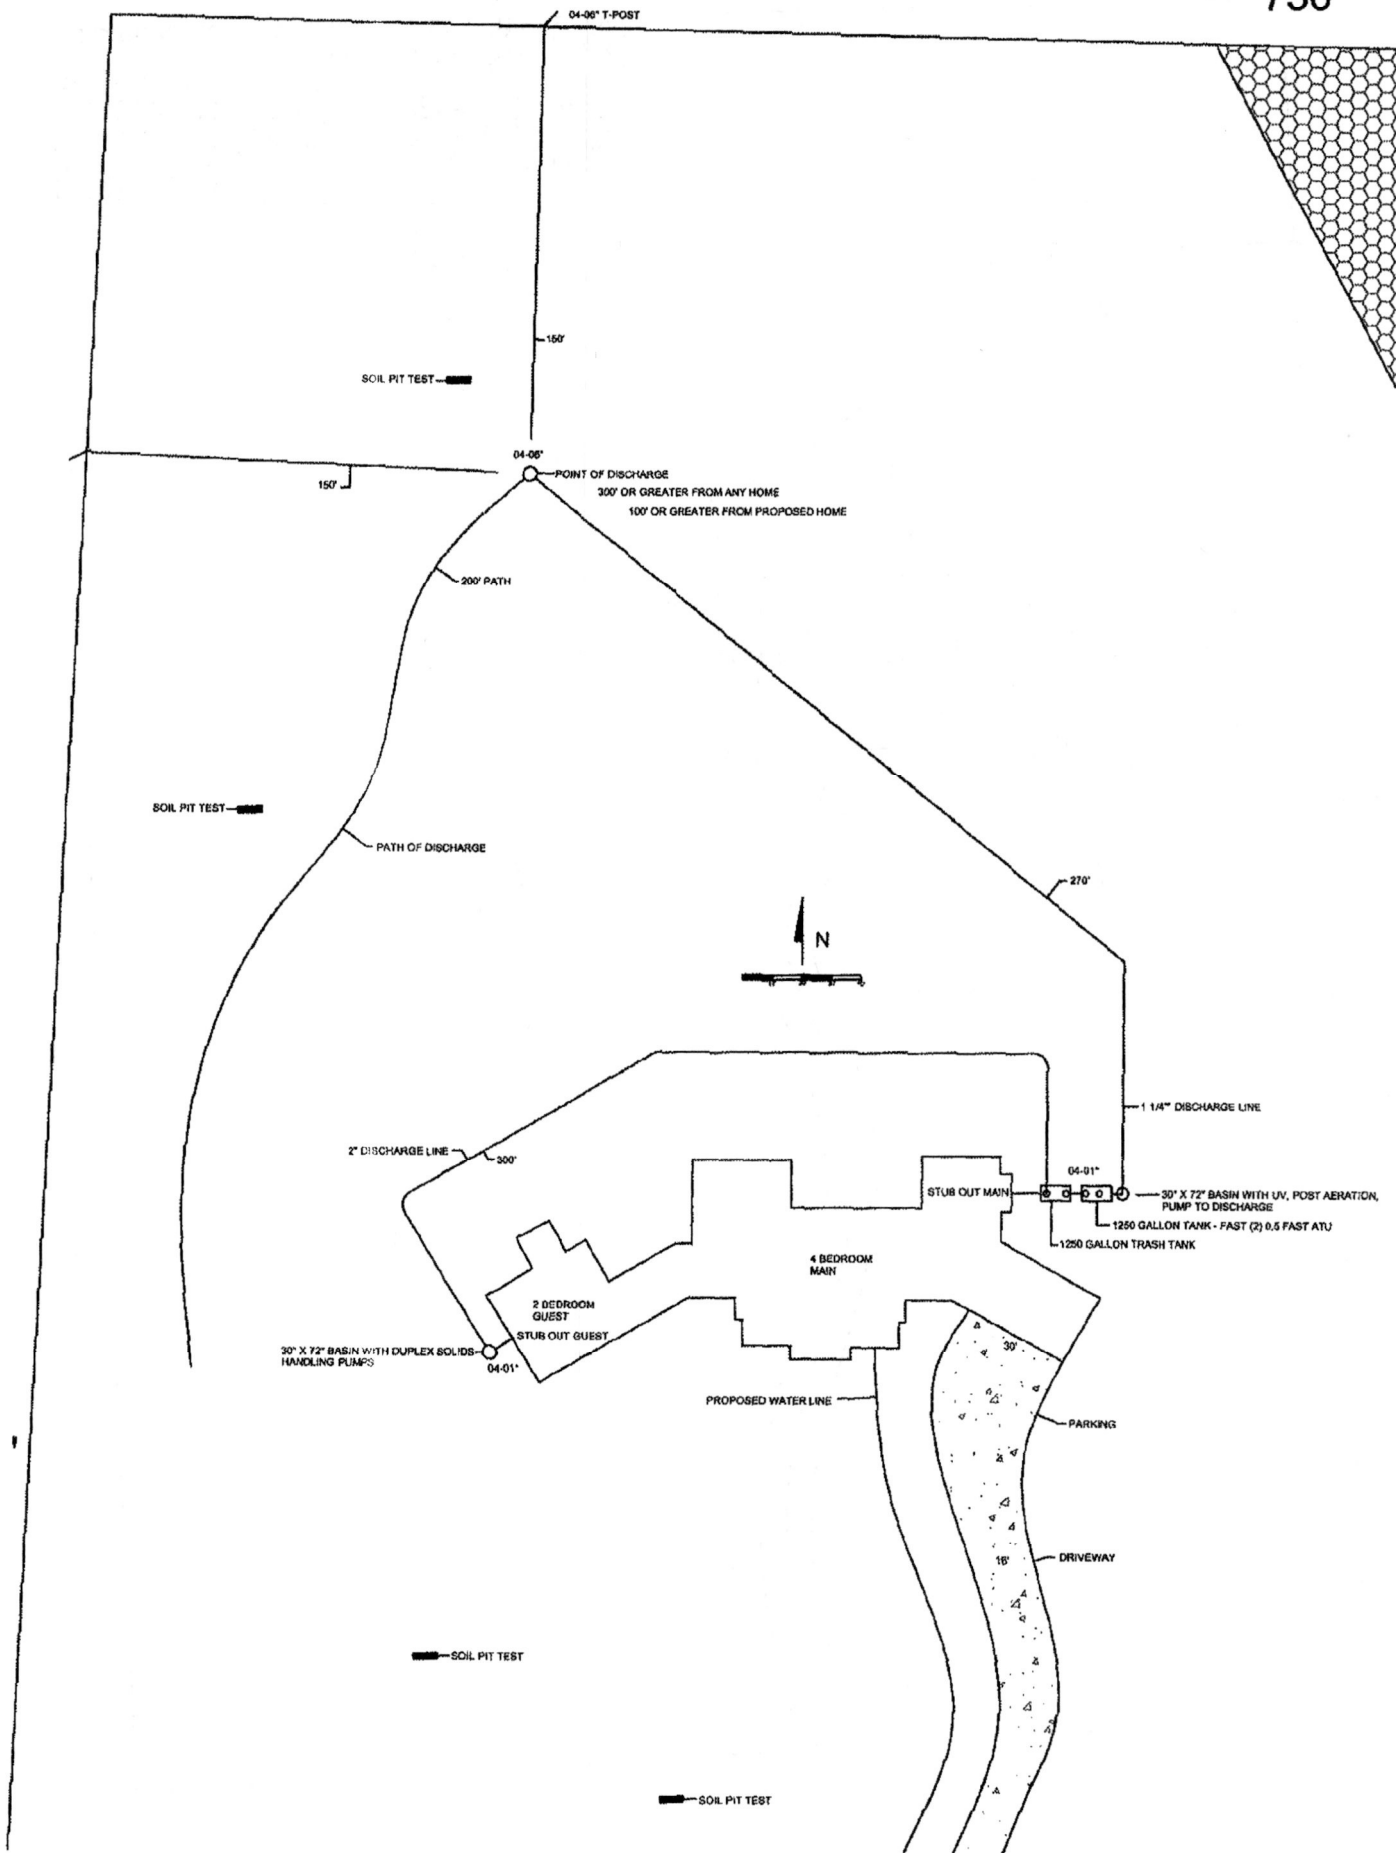 04-06" T-POST
150'
SOIL PIT TEST
04-06"
POINT OF DISCHARGE
150'
300' OR GREATER FROM ANY HOME
100' OR GREATER FROM PROPOSED HOME
200' PATH
SOIL PIT TEST
PATH OF DISCHARGE
270'
N
1 1/4" DISCHARGE LINE
2" DISCHARGE LINE
300'
04-01"
STUB OUT MAIN
30" X 72" BASIN WITH UV, POST AERATION,
PUMP TO DISCHARGE
1250 GALLON TANK - FAST (2) 0.5 FAST ATU
1250 GALLON TRASH TANK
4 BEDROOM
MAIN
2 BEDROOM
GUEST
STUB OUT GUEST
30" X 72" BASIN WITH DUPLEX SOLIDS
HANDLING PUMPS
04-01"
30'
PROPOSED WATER LINE
PARKING
16'
DRIVEWAY
SOIL PIT TEST
SOIL PIT TEST